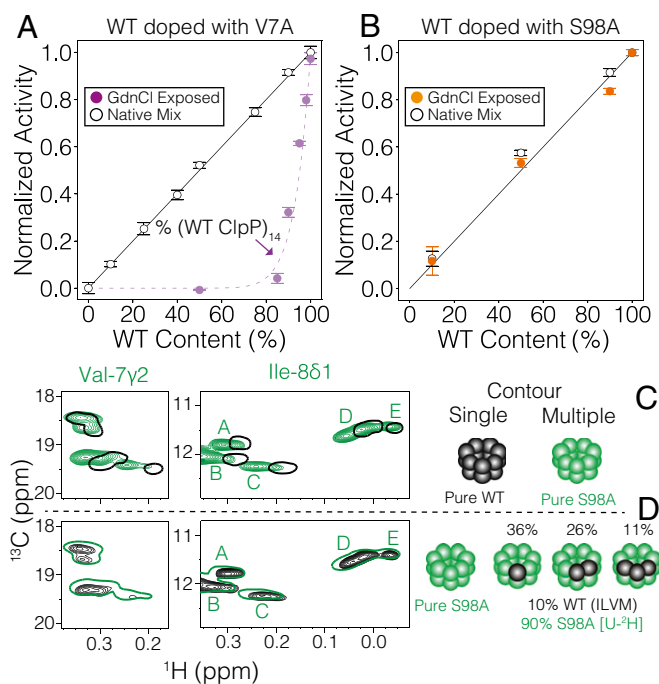 A
WT doped with V7A
Normalized Activity
1.0
0.8
0.6
0.4
0.2
0.0
GdnCl Exposed
Native Mix
% (WT ClpP)14
0 20 40 60 80 100
WT Content (%)
B
WT doped with S98A
Normalized Activity
1.0
0.8
0.6
0.4
0.2
0.0
GdnCl Exposed
Native Mix
0 20 40 60 80 100
WT Content (%)
Val-7γ2
Ile-8δ1
18
19
20
11
12
A
B
C
D
E
Contour
Single Multiple
Pure WT
Pure S98A
C
D
13C (ppm)
18
19
20
11
12
A
B
C
D
E
0.3 0.2
0.3 0.2 0.1 0.0
1H (ppm)
Pure S98A
36% 26% 11%
10% WT (ILVM)
90% S98A [U-2H]